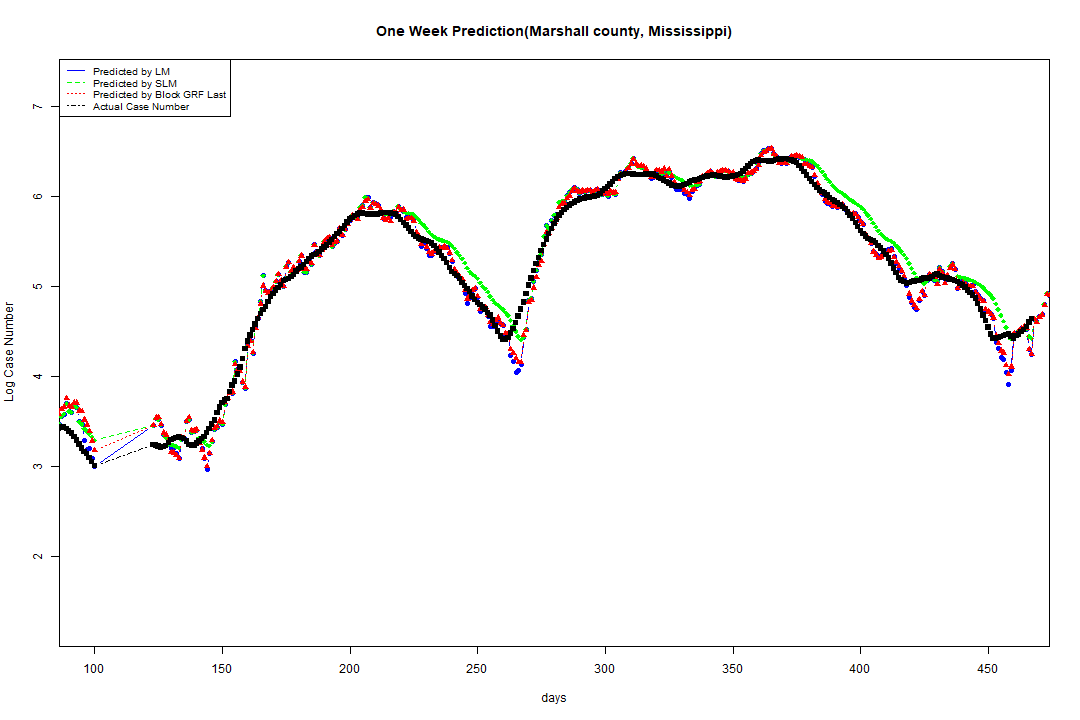 One Week Prediction(Marshall county, Mississippi)
Predicted by LM
Predicted by SLM
Predicted by Block GRF Last
Actual Case Number
7
6
5
4
3
2
Log Case Number
100 150 200 250 300 350 400 450
days